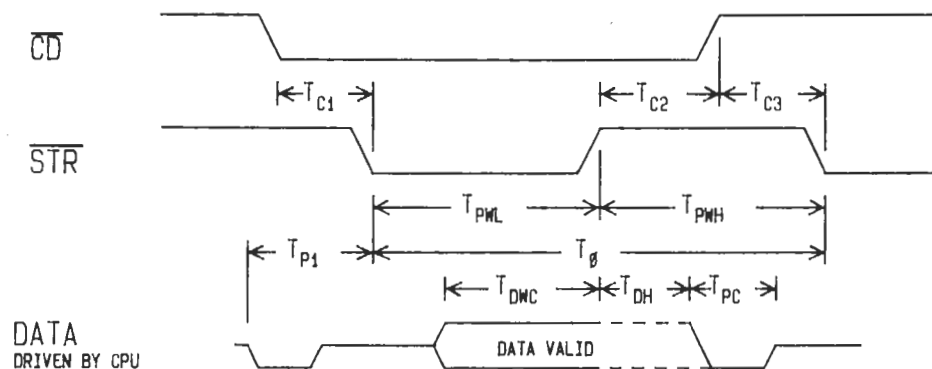 CD
T_C1 T_C2 T_C3
STR
T_PWL T_PWH
T_P1 T_ø
T_DWC T_DH T_PC
DATA
DATA VALID
DRIVEN BY CPU